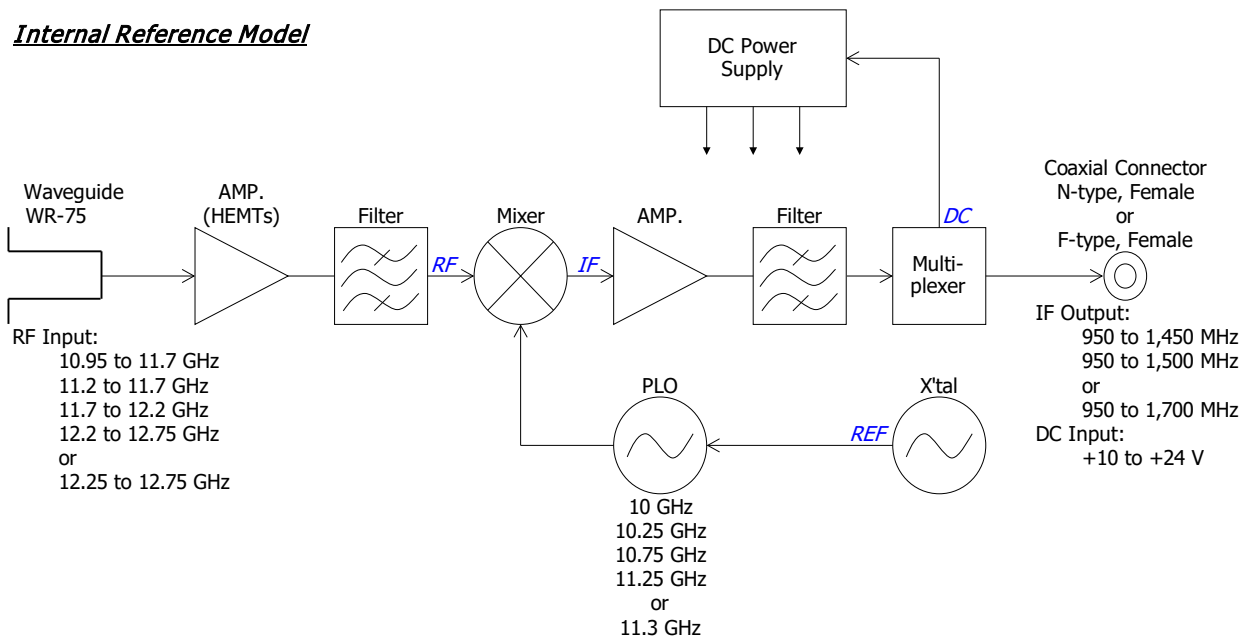 Internal Reference Model
DC Power
Supply
Waveguide
WR-75
AMP.
(HEMTs)
Filter
RF
Mixer
IF
AMP.
Filter
DC
Multi-
plexer
Coaxial Connector
N-type, Female
or
F-type, Female
RF Input:
10.95 to 11.7 GHz
11.2 to 11.7 GHz
11.7 to 12.2 GHz
12.2 to 12.75 GHz
or
12.25 to 12.75 GHz
IF Output:
950 to 1,450 MHz
950 to 1,500 MHz
or
950 to 1,700 MHz
DC Input:
+10 to +24 V
PLO
REF
X'tal
10 GHz
10.25 GHz
10.75 GHz
11.25 GHz
or
11.3 GHz